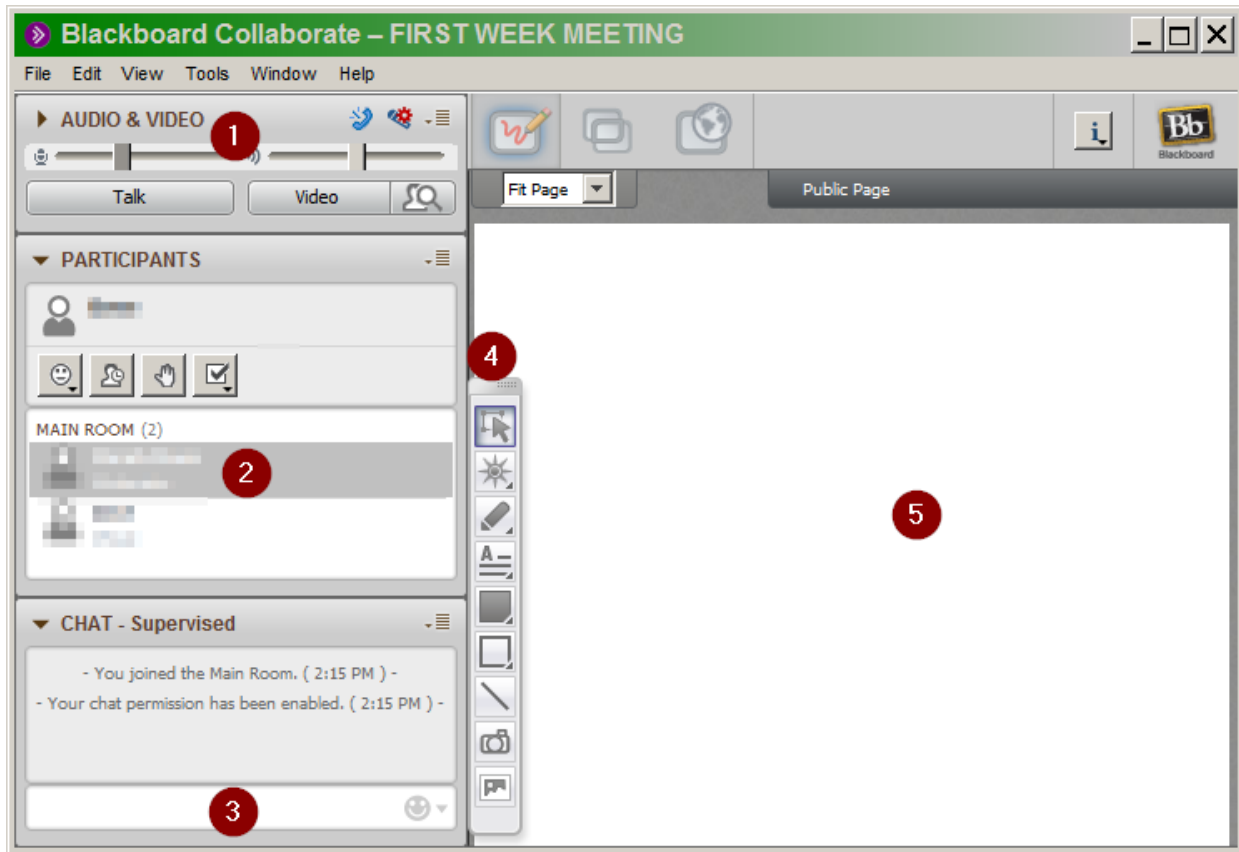 Blackboard Collaborate – FIRST WEEK MEETING
File Edit View Tools Window Help
AUDIO & VIDEO
1
Talk Video
PARTICIPANTS
MAIN ROOM (2)
2
CHAT - Supervised
- You joined the Main Room. ( 2:15 PM ) -
- Your chat permission has been enabled. ( 2:15 PM ) -
3
i
Bb
Blackboard
Fit Page Public Page
4
A
5